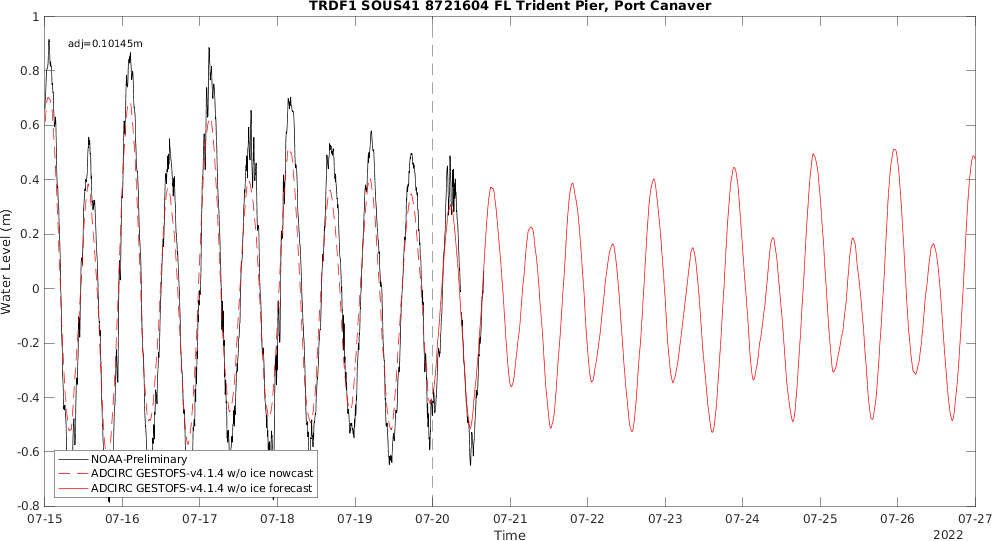 TRDF1 SOUS41 8721604 FL Trident Pier, Port Canaver
adj=0.10145m
1
0.8
0.6
0.4
0.2
0
-0.2
-0.4
-0.6
-0.8
Water Level (m)
NOAA-Preliminary
ADCIRC GESTOFS-v4.1.4 w/o ice nowcast
ADCIRC GESTOFS-v4.1.4 w/o ice forecast
07-15 07-16 07-17 07-18 07-19 07-20 07-21 07-22 07-23 07-24 07-25 07-26 07-27
Time
2022